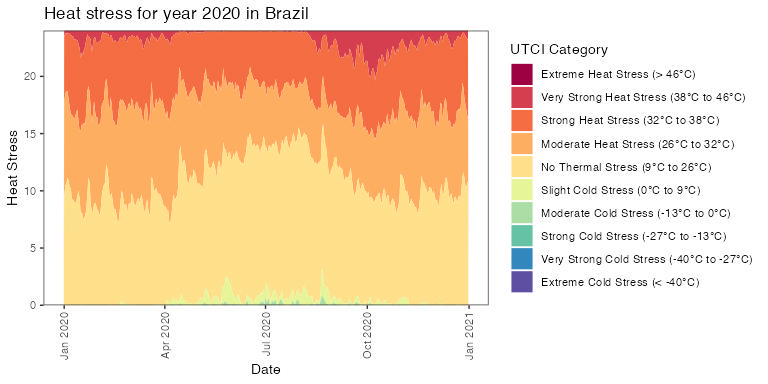 Heat stress for year 2020 in Brazil
Heat Stress
20
15
10
5
0
Jan 2020
Apr 2020
Jul 2020
Oct 2020
Jan 2021
Date
UTCI Category
Extreme Heat Stress (> 46°C)
Very Strong Heat Stress (38°C to 46°C)
Strong Heat Stress (32°C to 38°C)
Moderate Heat Stress (26°C to 32°C)
No Thermal Stress (9°C to 26°C)
Slight Cold Stress (0°C to 9°C)
Moderate Cold Stress (-13°C to 0°C)
Strong Cold Stress (-27°C to -13°C)
Very Strong Cold Stress (-40°C to -27°C)
Extreme Cold Stress (< -40°C)